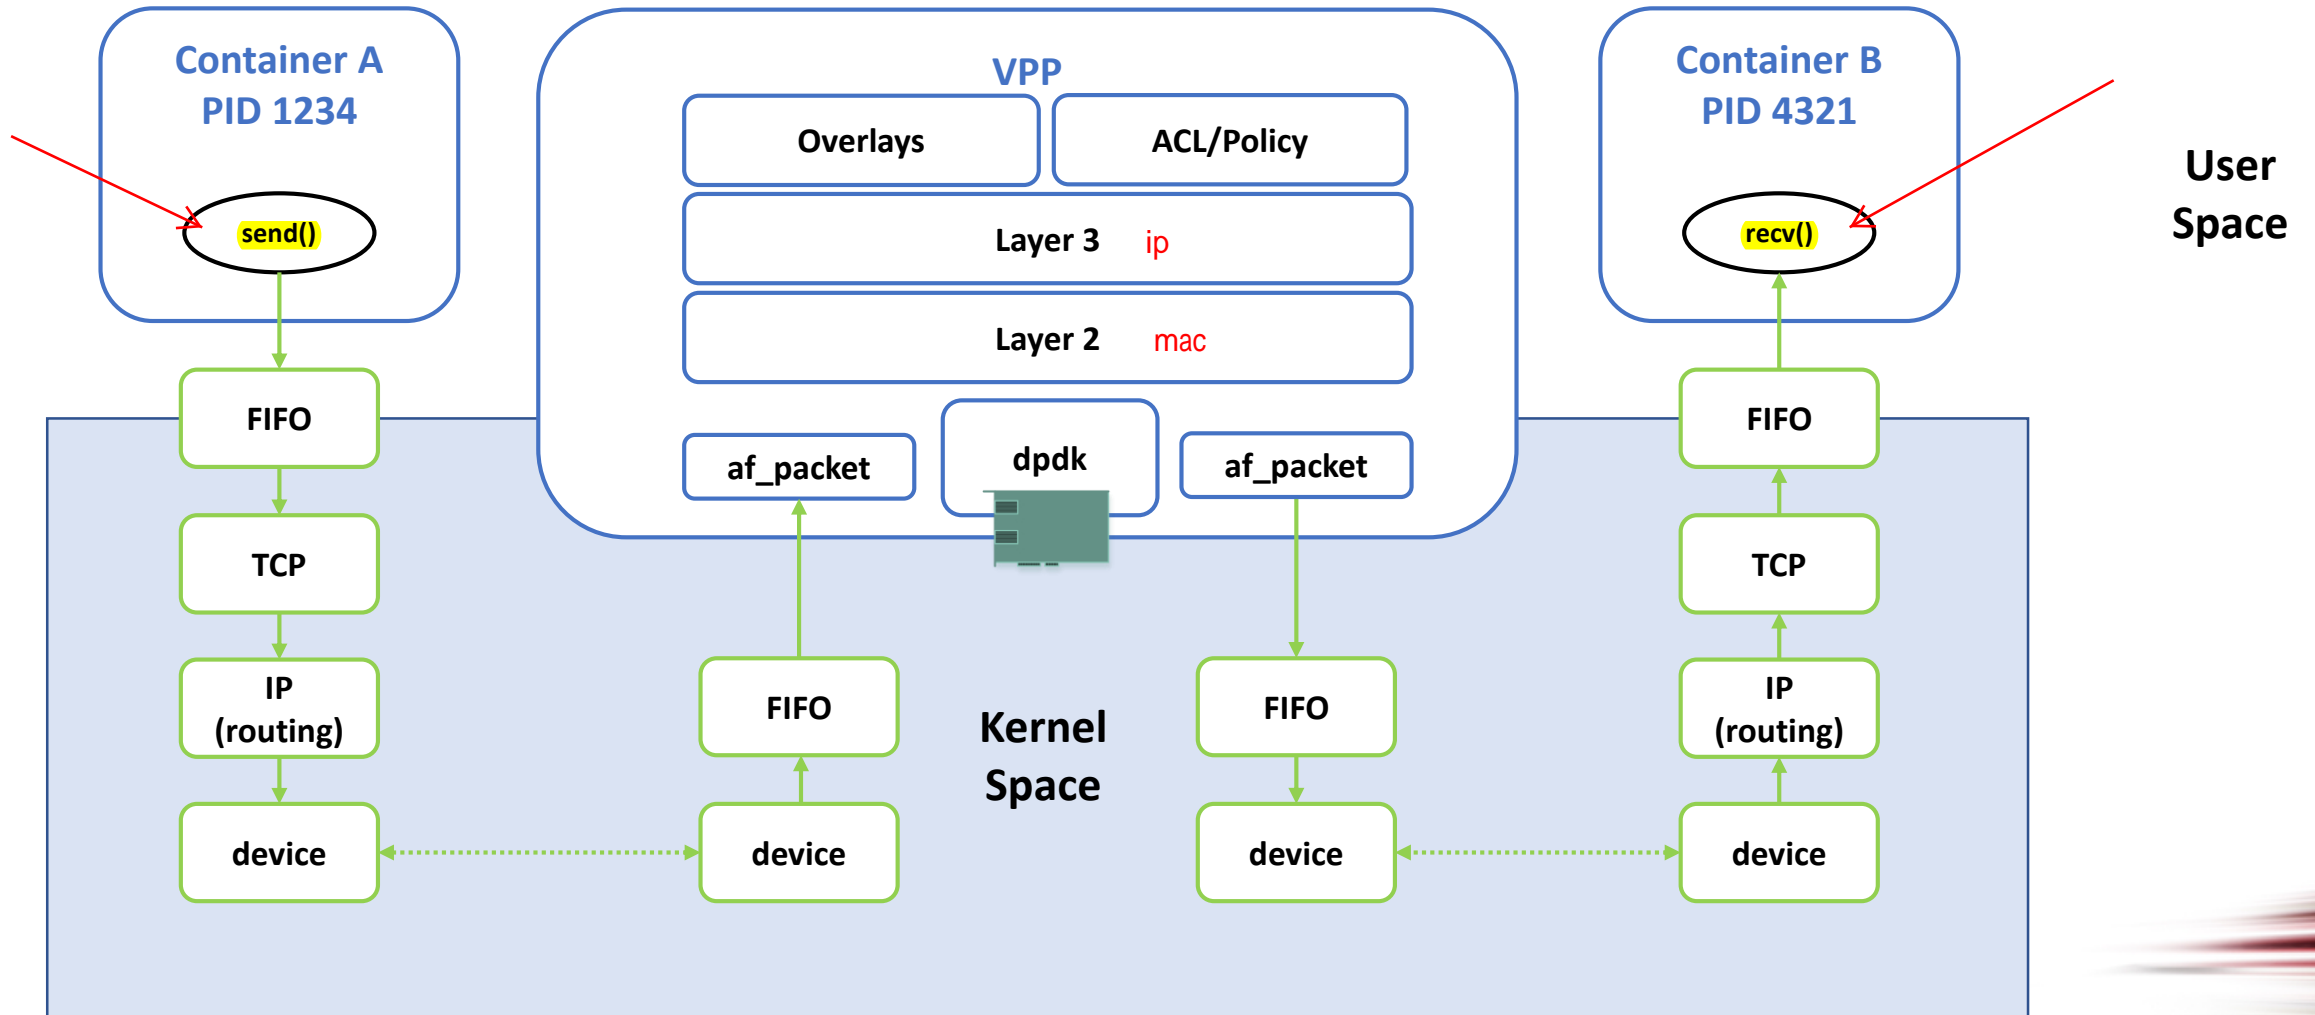 Container A
PID 1234
send()
FIFO
TCP
IP
(routing)
device
VPP
Overlays
ACL/Policy
Layer 3 ip
Layer 2 mac
af_packet
dpdk
af_packet
FIFO
device
Kernel
Space
FIFO
device
Container B
PID 4321
recv()
FIFO
TCP
IP
(routing)
device
User
Space